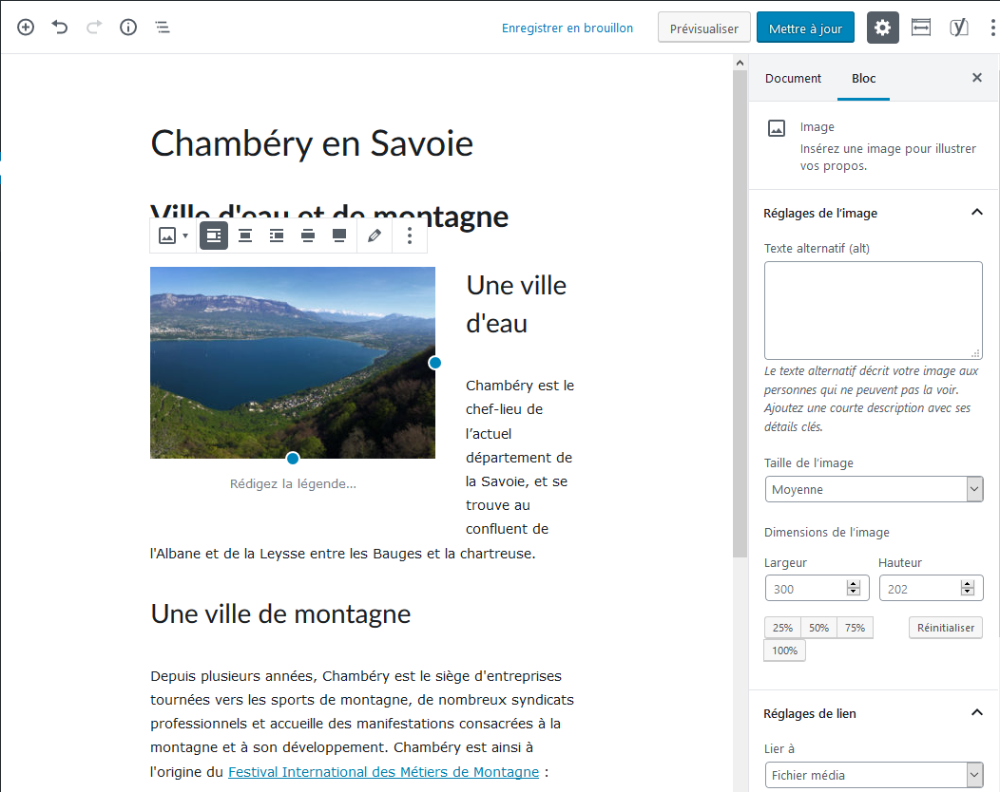 Enregistrer en brouillon
Prévisualiser
Mettre à jour
Document
Bloc
Image
Insérez une image pour illustrer
vos propos.
Réglages de l’image
Texte alternatif (alt)
Le texte alternatif décrit votre image aux
personnes qui ne peuvent pas la voir.
Ajoutez une courte description avec ses
détails clés.
Taille de l’image
Moyenne
Dimensions de l’image
Largeur
Hauteur
300
202
25%
50%
75%
Réinitialiser
100%
Réglages de lien
Lier à
Fichier média
Chambéry en Savoie
Ville d'eau et de montagne
Une ville
d'eau
Chambéry est le
chef-lieu de
l’actuel
département de
la Savoie, et se
trouve au
confluent de
l'Albane et de la Leysse entre les Bauges et la chartreuse.
Rédigez la légende…
Une ville de montagne
Depuis plusieurs années, Chambéry est le siège d'entreprises
tournées vers les sports de montagne, de nombreux syndicats
professionnels et accueille des manifestations consacrées à la
montagne et à son développement. Chambéry est ainsi à
l'origine du Festival International des Métiers de Montagne :